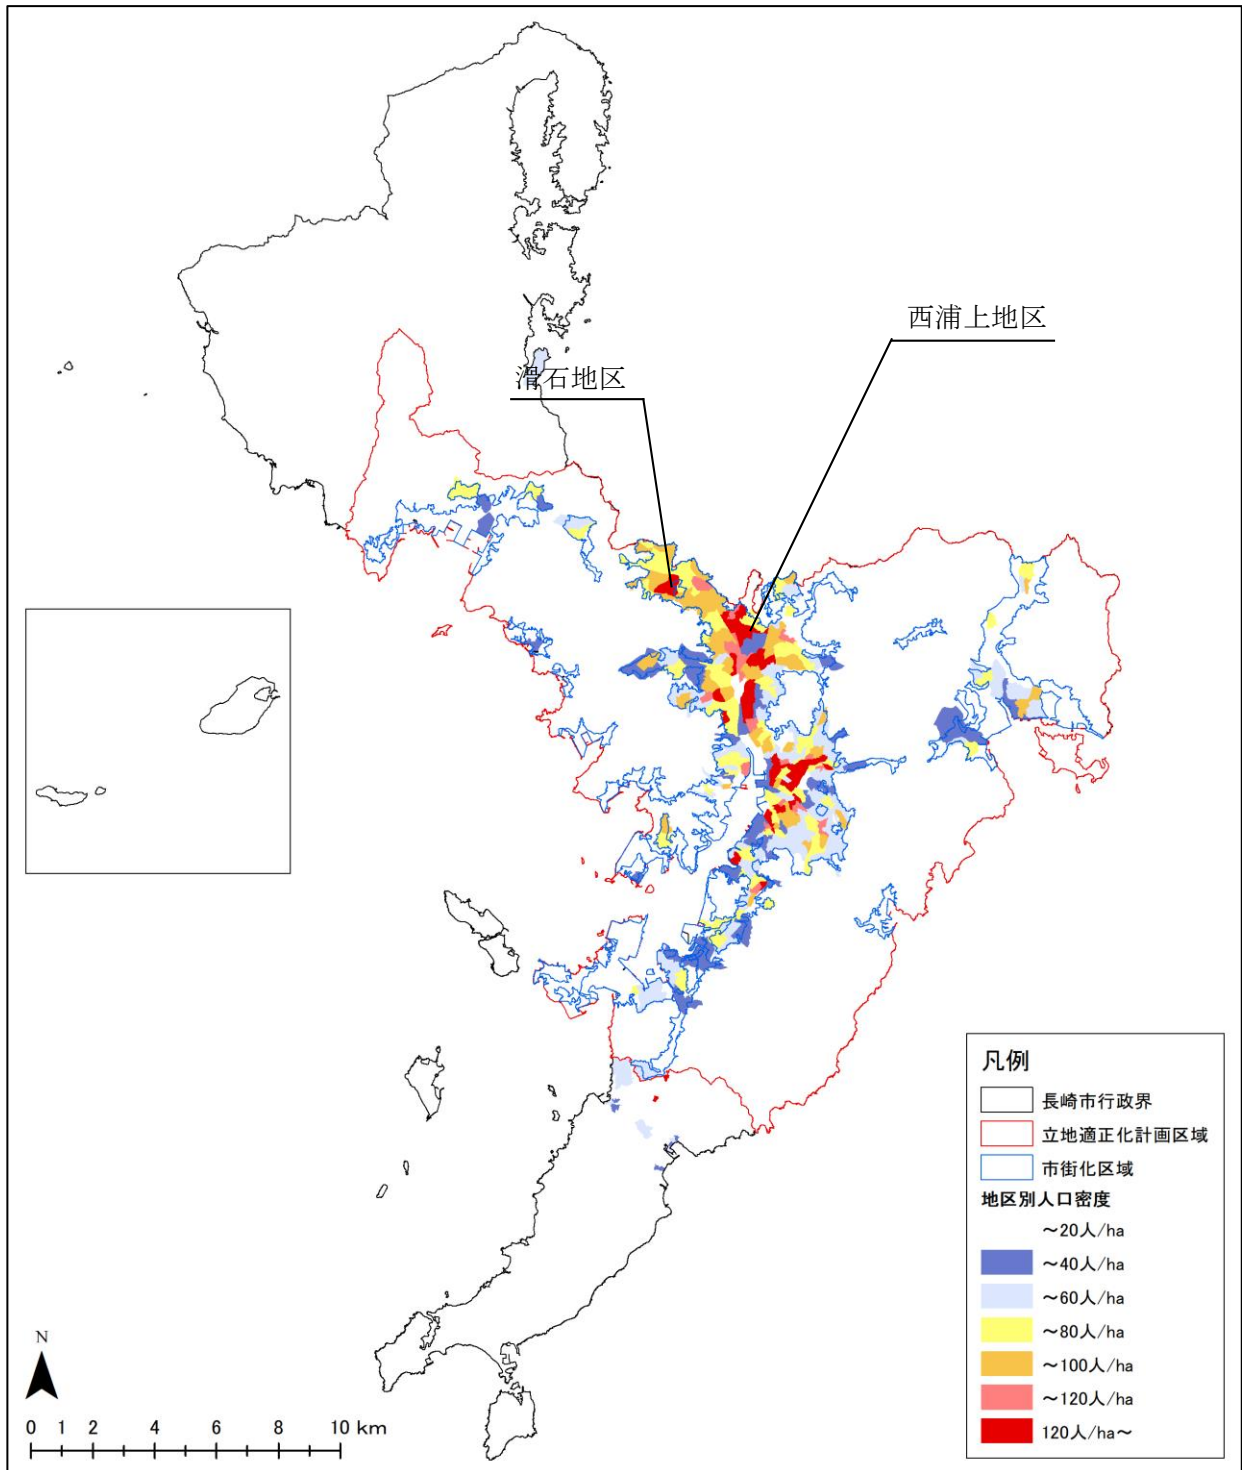 西浦上地区
滑石地区
凡例
長崎市行政界
立地適正化計画区域
市街化区域
地区別人口密度
～20人/ha
～40人/ha
～60人/ha
～80人/ha
～100人/ha
～120人/ha
120人/ha～
N
0 1 2 4 6 8 10 km